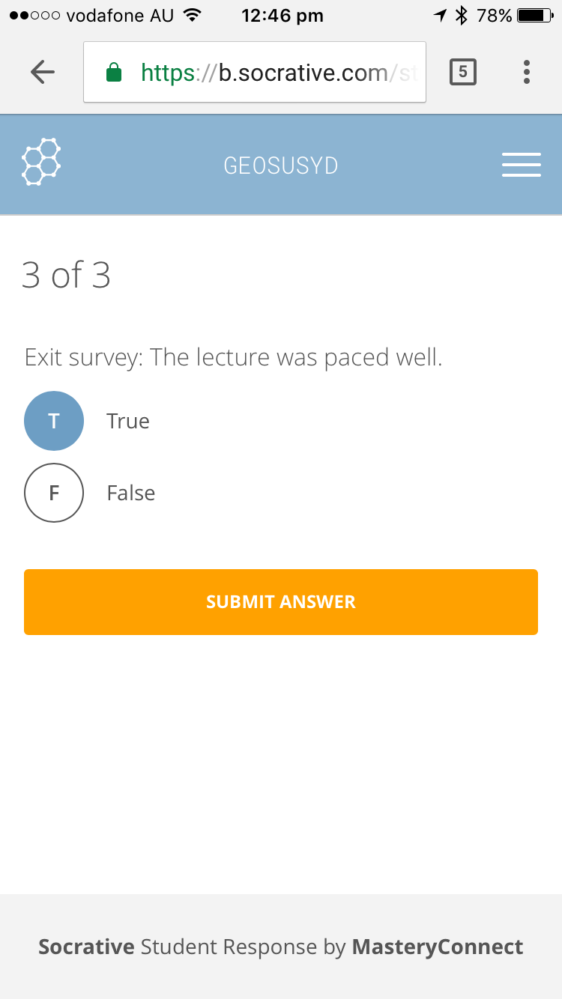 vodafone AU 12:46 pm 78%
https://b.socrative.com/st
5
GEOSUSYD
3 of 3
Exit survey: The lecture was paced well.
T True
F False
SUBMIT ANSWER
Socrative Student Response by MasteryConnect